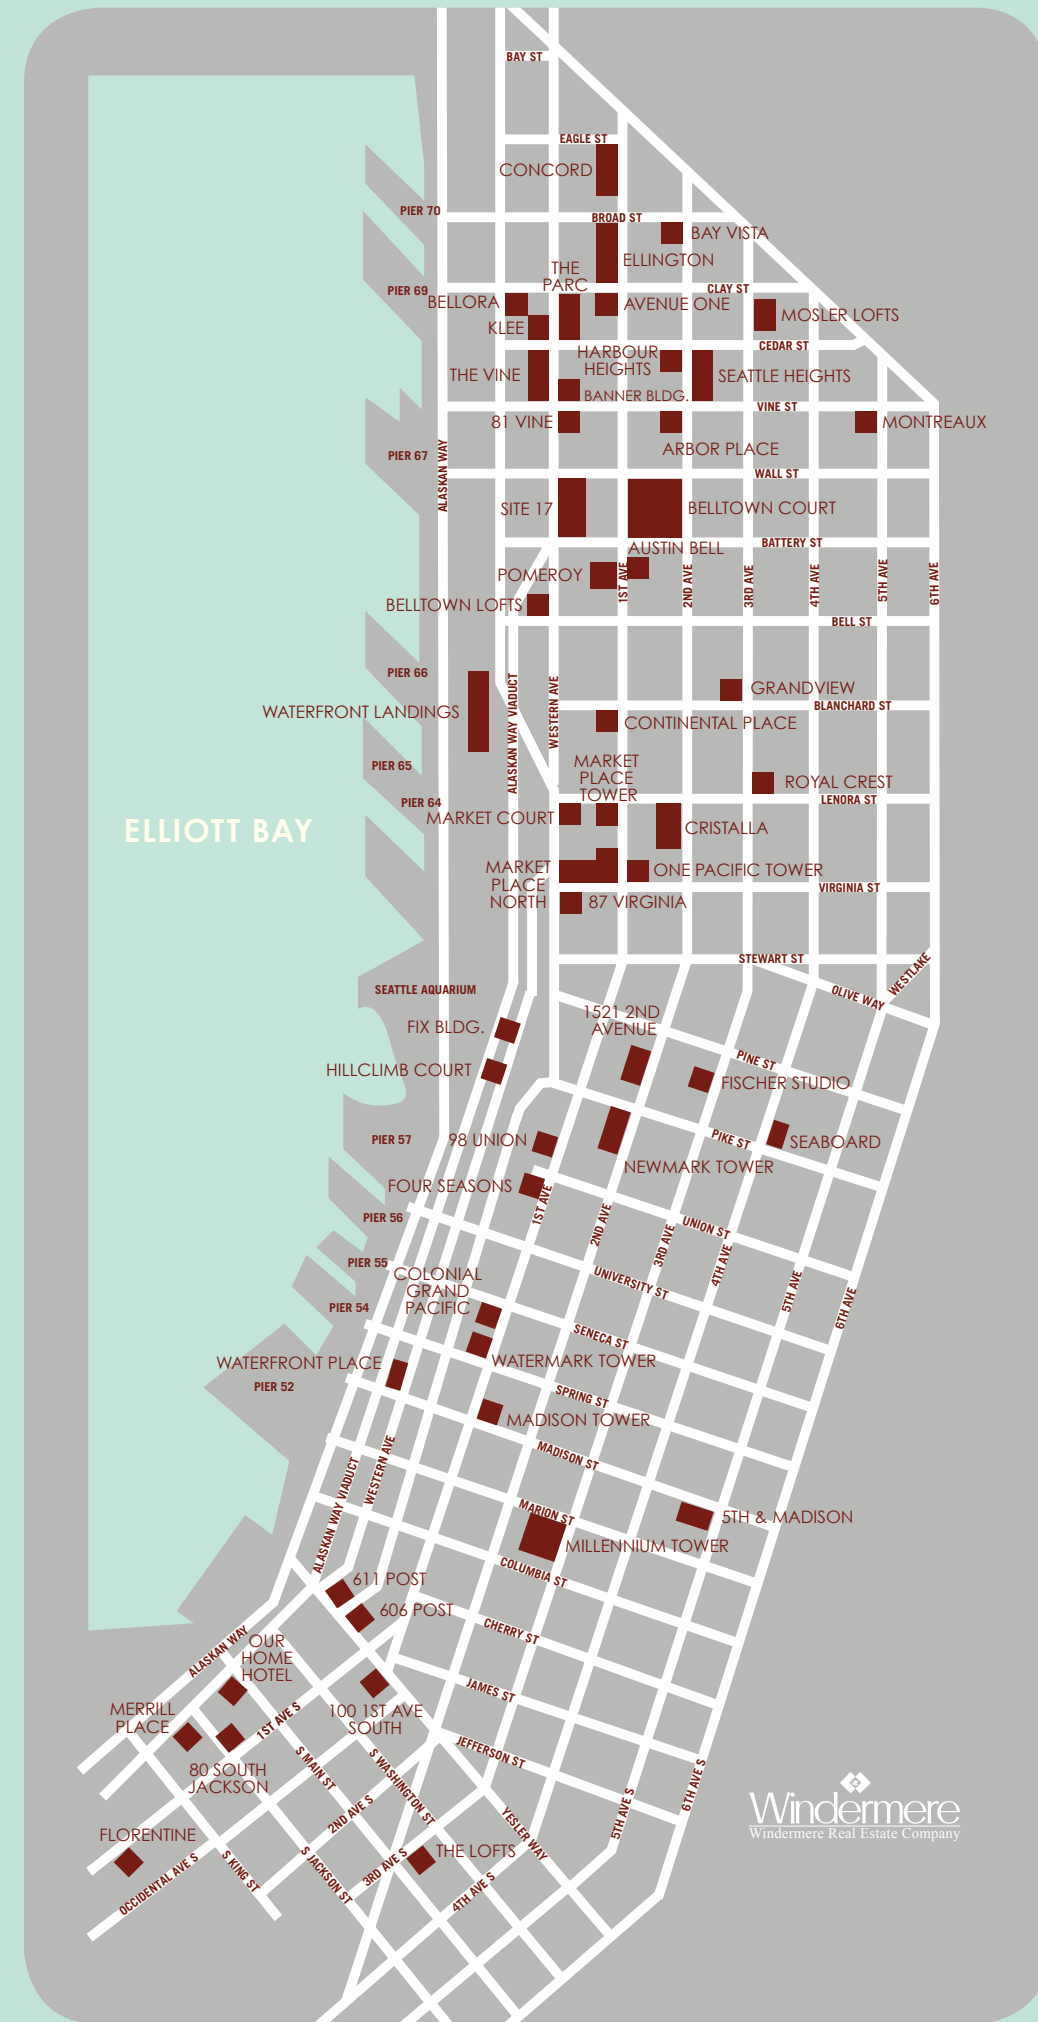 BAY ST
EAGLE ST
CONCORD
PIER 70
BROAD ST
BAY VISTA
ELLINGTON
THE
PARC
PIER 69
CLAY ST
BELLORA
AVENUE ONE
MOSLER LOFTS
KLEE
CEDAR ST
HARBOUR
HEIGHTS
THE VINE
SEATTLE HEIGHTS
BANNER BLDG.
VINE ST
81 VINE
MONTREAUX
ARBOR PLACE
PIER 67
ALASKAN WAY
WALL ST
SITE 17
BELLTOWN COURT
BATTERY ST
AUSTIN BELL
POMEROY
1ST AVE
2ND AVE
3RD AVE
4TH AVE
5TH AVE
6TH AVE
BELLTOWN LOFTS
BELL ST
PIER 66
WATERFRONT LANDINGS
ALASKAN WAY VIADUCT
WESTERN AVE
GRANDVIEW
BLANCHARD ST
CONTINENTAL PLACE
PIER 65
MARKET
PLACE
TOWER
ROYAL CREST
LENORA ST
PIER 64
MARKET COURT
CRISTALLA
ELLIOTT BAY
MARKET
PLACE
NORTH
ONE PACIFIC TOWER
VIRGINIA ST
87 VIRGINIA
STEWART ST
WESTLAKE
OLIVE WAY
SEATTLE AQUARIUM
FIX BLDG.
1521 2ND
AVENUE
HILLCLIMB COURT
PINE ST
FISCHER STUDIO
PIER 57
98 UNION
PIKE ST
SEABOARD
NEWMARK TOWER
FOUR SEASONS
1ST AVE
2ND AVE
3RD AVE
4TH AVE
5TH AVE
6TH AVE
PIER 56
UNION ST
PIER 55
UNIVERSITY ST
COLONIAL
GRAND
PACIFIC
PIER 54
SENECA ST
WATERFRONT PLACE
WATERMARK TOWER
PIER 52
SPRING ST
MADISON TOWER
MADISON ST
WESTERN AVE
ALASKAN WAY VIADUCT
MARION ST
5TH & MADISON
MILLENNIUM TOWER
COLUMBIA ST
611 POST
606 POST
CHERRY ST
ALASKAN WAY
OUR
HOME
HOTEL
JAMES ST
MERRILL
PLACE
1ST AVE S
100 1ST AVE
SOUTH
JEFFERSON ST
80 SOUTH
JACKSON
S MAIN ST
S WASHINGTON ST
5TH AVE S
6TH AVE S
2ND AVE S
YESLER WAY
FLORENTINE
THE LOFTS
OCCIDENTAL AVE S
S KING ST
S JACKSON ST
3RD AVE S
4TH AVE S
Windermere
Windermere Real Estate Company